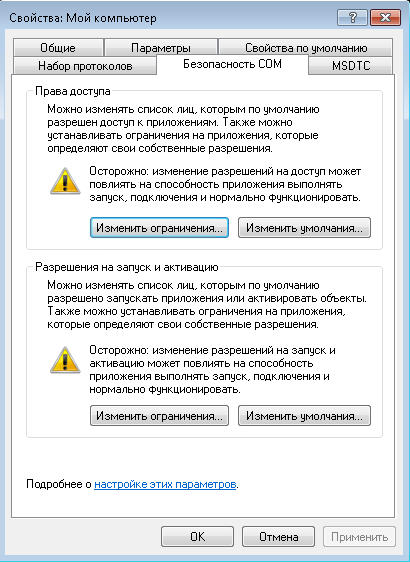 Свойства: Мой компьютер
Общие
Параметры
Свойства по умолчанию
Набор протоколов
Безопасность COM
MSDTC
Права доступа
Можно изменять список лиц, которым по умолчанию
разрешен доступ к приложениям. Также можно
устанавливать ограничения на приложения, которые
определяют свои собственные разрешения.
Осторожно: изменение разрешений на доступ может
повлиять на способность приложения выполнять
запуск, подключения и нормально функционировать.
Изменить ограничения...
Изменить умолчания...
Разрешения на запуск и активацию
Можно изменять список лиц, которым по умолчанию
разрешено запускать приложения или активировать объекты.
Также можно устанавливать ограничения на приложения,
которые определяют свои собственные разрешения.
Осторожно: изменение разрешений на запуск и
активацию может повлиять на способность
приложения выполнять запуск, подключения и
нормально функционировать.
Изменить ограничения...
Изменить умолчания...
Подробнее о настройке этих параметров.
OK
Отмена
Применить